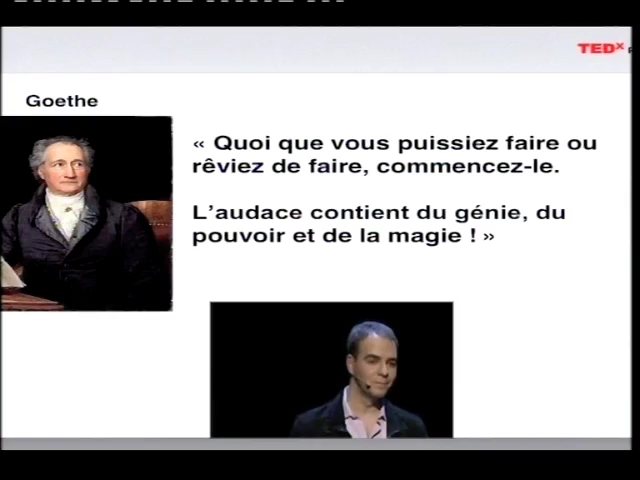 TEDx
Goethe
« Quoi que vous puissiez faire ou
rêviez de faire, commencez-le.
L'audace contient du génie, du
pouvoir et de la magie ! »